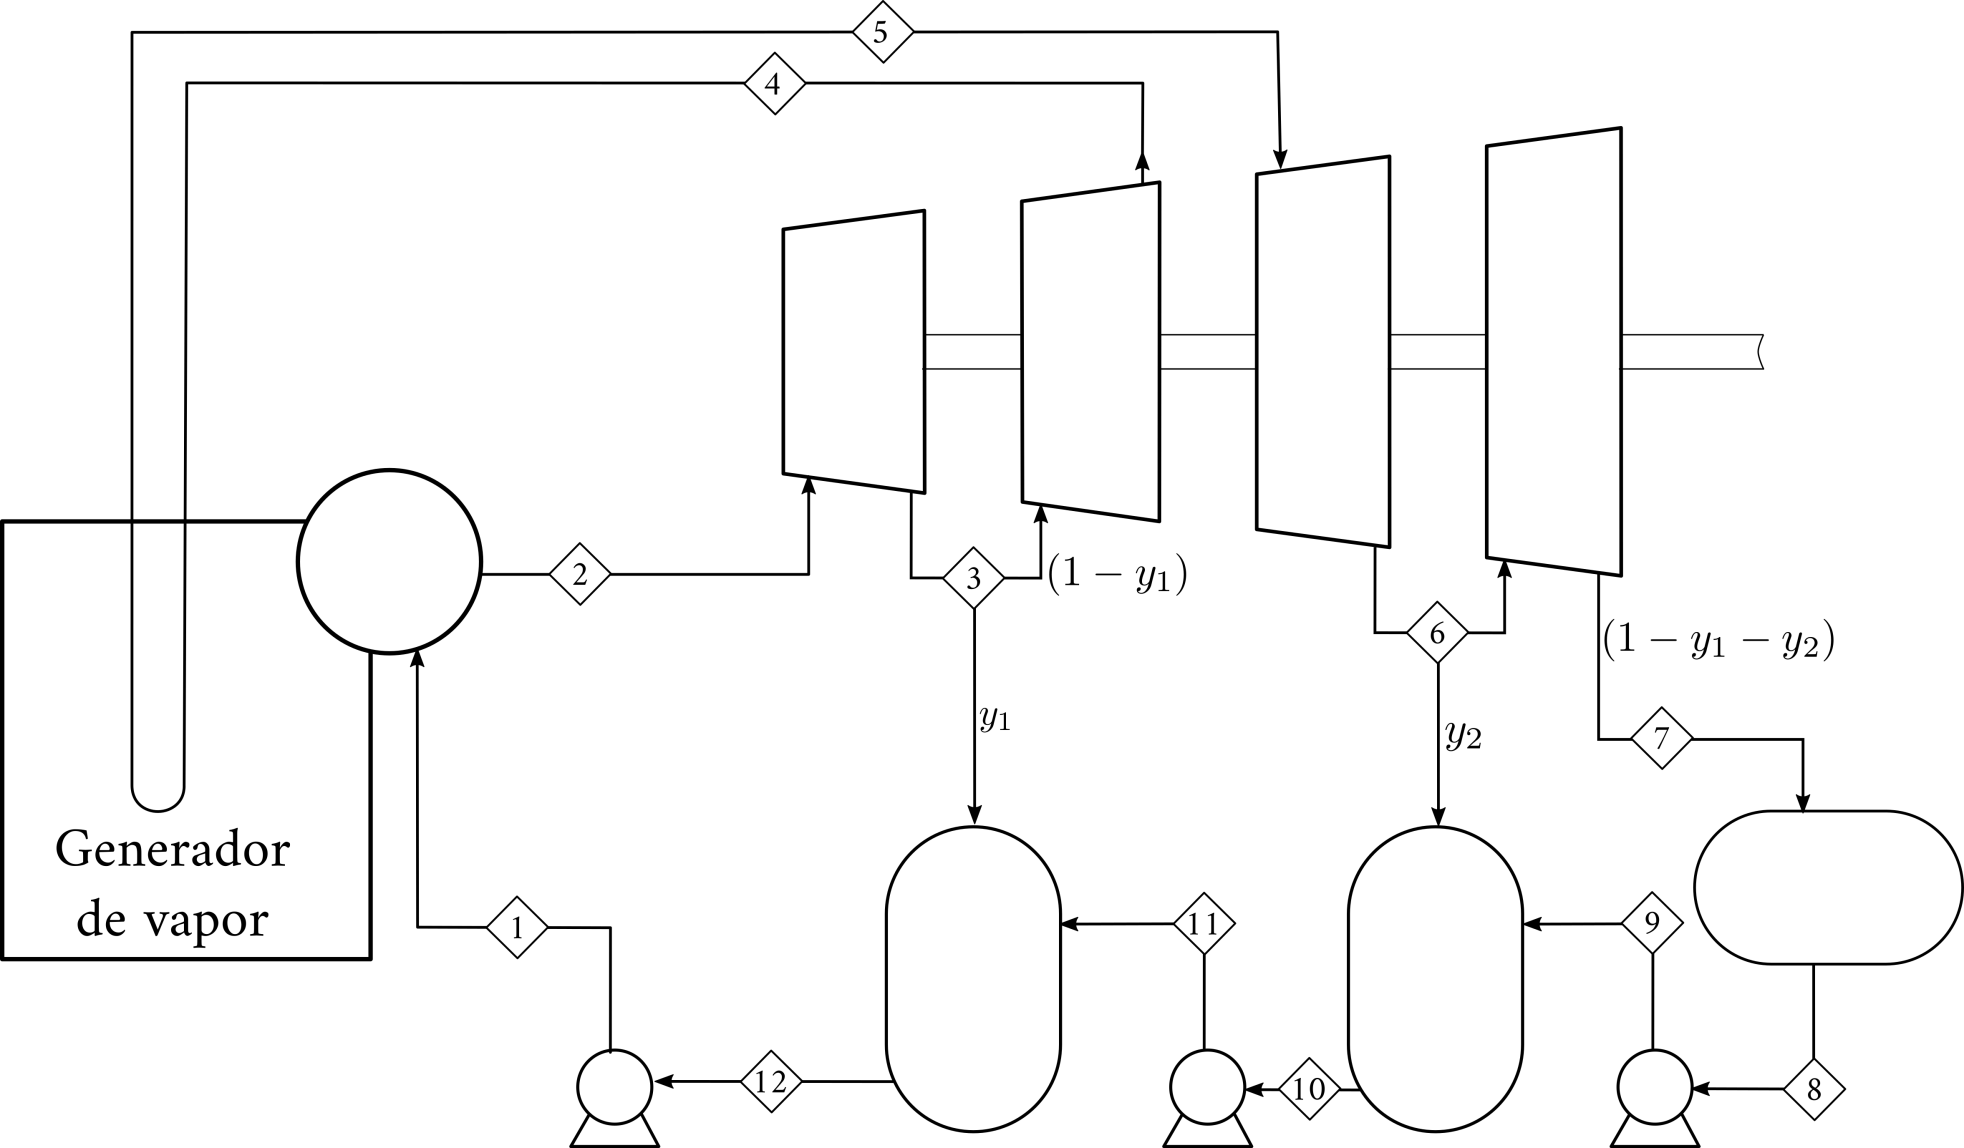 5
4
2
3
(1 − y₁)
6
(1 − y₁ − y₂)
y₁
y₂
7
Generador
de vapor
1
11
9
12
10
8